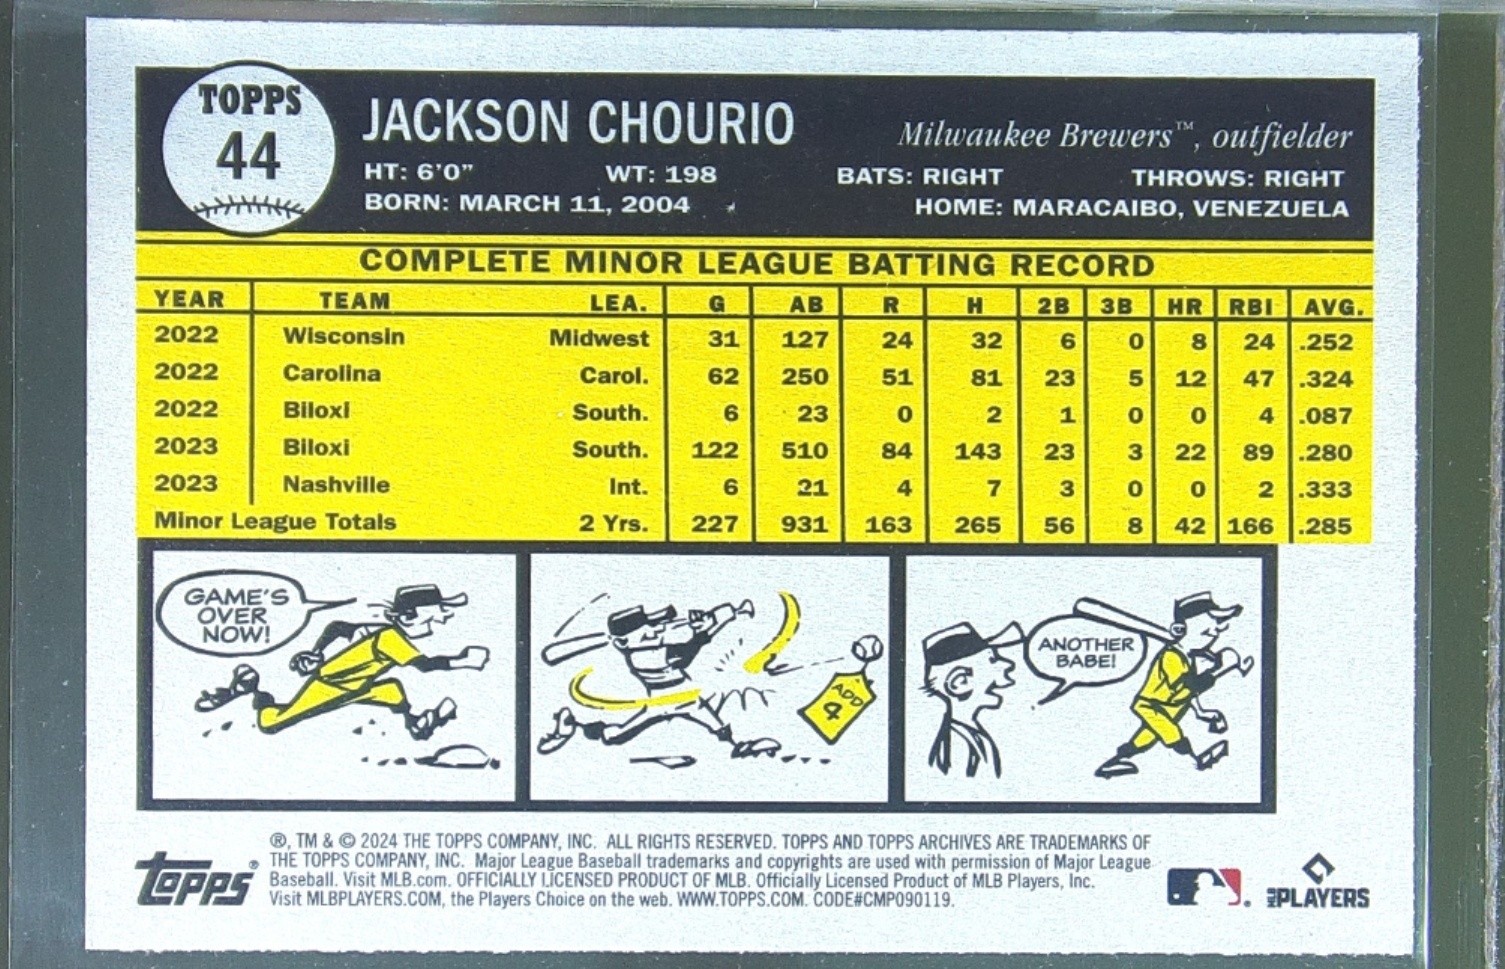 TOPPS
44
JACKSON CHOURIO
Milwaukee Brewers™, outfielder
HT: 6'0" WT: 198 BATS: RIGHT THROWS: RIGHT
BORN: MARCH 11, 2004 HOME: MARACAIBO, VENEZUELA
COMPLETE MINOR LEAGUE BATTING RECORD
YEAR TEAM LEA. G AB R H 2B 3B HR RBI AVG.
2022 Wisconsin Midwest 31 127 24 32 6 0 8 24 .252
2022 Carolina Carol. 62 250 51 81 23 5 12 47 .324
2022 Biloxi South. 6 23 0 2 1 0 0 4 .087
2023 Biloxi South. 122 510 84 143 23 3 22 89 .280
2023 Nashville Int. 6 21 4 7 3 0 0 2 .333
Minor League Totals 2 Yrs. 227 931 163 265 56 8 42 166 .285
GAME'S
OVER
NOW!
ADD
4
ANOTHER
BABE!
®, TM & © 2024 THE TOPPS COMPANY, INC. ALL RIGHTS RESERVED. TOPPS AND TOPPS ARCHIVES ARE TRADEMARKS OF
THE TOPPS COMPANY, INC. Major League Baseball trademarks and copyrights are used with permission of Major League
Baseball. Visit MLB.com. OFFICIALLY LICENSED PRODUCT OF MLB. Officially Licensed Product of MLB Players, Inc.
Visit MLBPLAYERS.COM, the Players Choice on the web. WWW.TOPPS.COM. CODE#CMP090119.
topps®
MLB PLAYERS